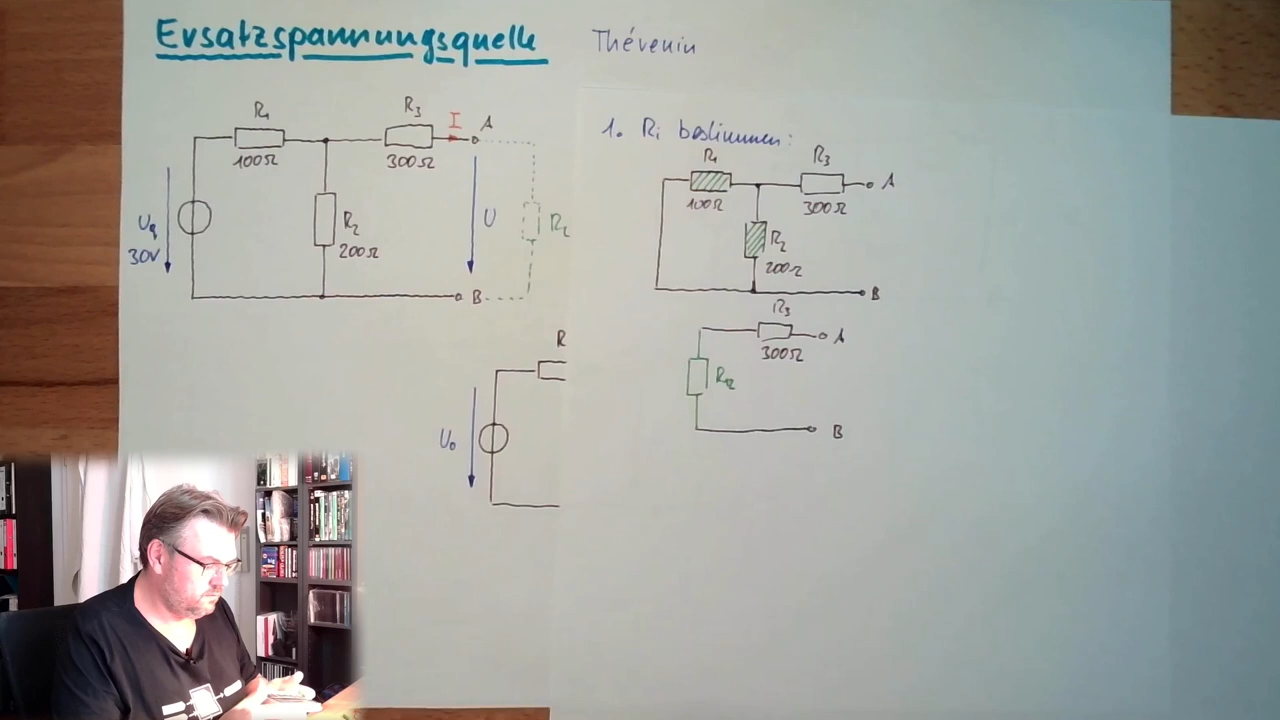 Ersatzspannungsquelle Thévenin
R1
100Ω
R3
300Ω
I
A
Uq
30V
R2
200Ω
U
RL
B
U0
R
1. Ri bestimmen:
R1
100Ω
R3
300Ω
A
R2
200Ω
B
R3
300Ω
A
R12
B